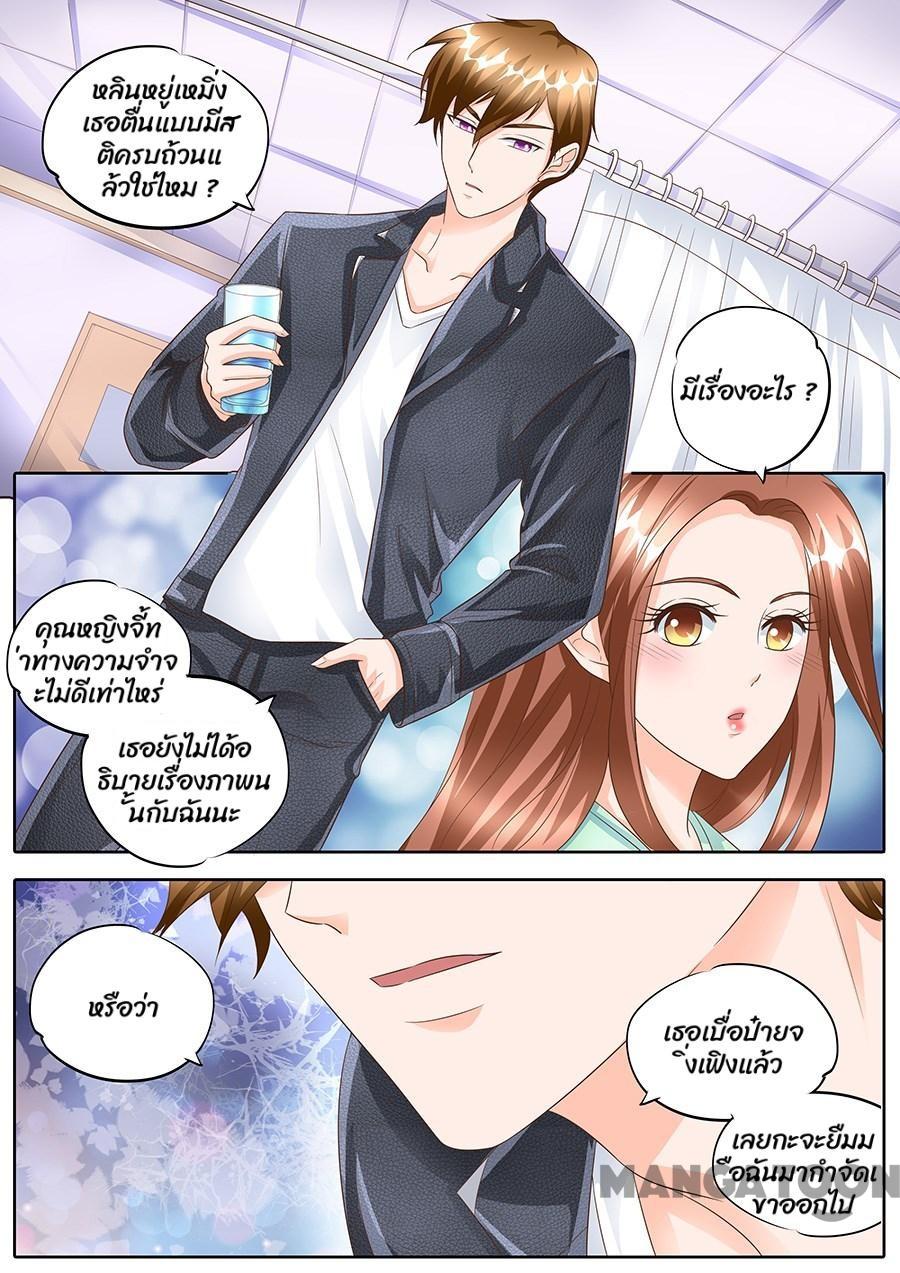 หลินหยู่เหมิ่ง
เธอตื่นแบบมีส
ติครบถ้วนแ
ล้วใช่ไหม ?
มีเรื่องอะไร ?
คุณหญิงจี้ท
่าทางความจำจ
ะไม่ดีเท่าไหร่
เธอยังไม่ได้อ
ธิบายเรื่องภาพน
ั้นกับฉันนะ
หรือว่า
เธอเบื่อป๋ายจ
ิ่งเฟิงแล้ว
เลยกะจะยืมม
ือฉันมากำจัดเ
ขาออกไป
MANGATOON